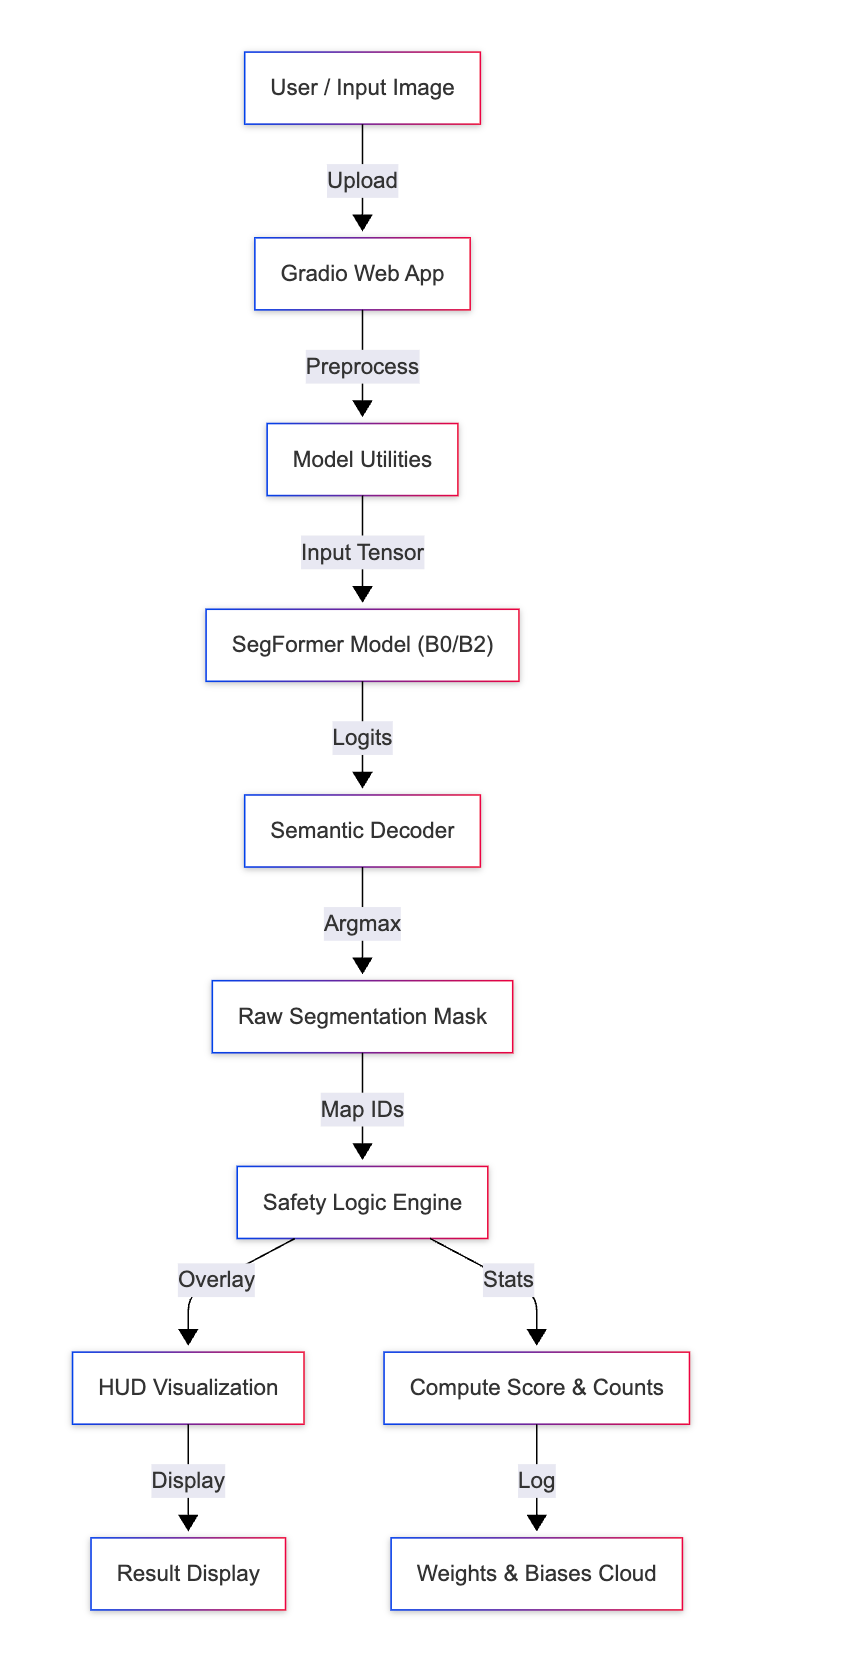 User / Input Image
Upload
Gradio Web App
Preprocess
Model Utilities
Input Tensor
SegFormer Model (B0/B2)
Logits
Semantic Decoder
Argmax
Raw Segmentation Mask
Map IDs
Safety Logic Engine
Overlay
Stats
HUD Visualization
Compute Score & Counts
Display
Log
Result Display
Weights & Biases Cloud